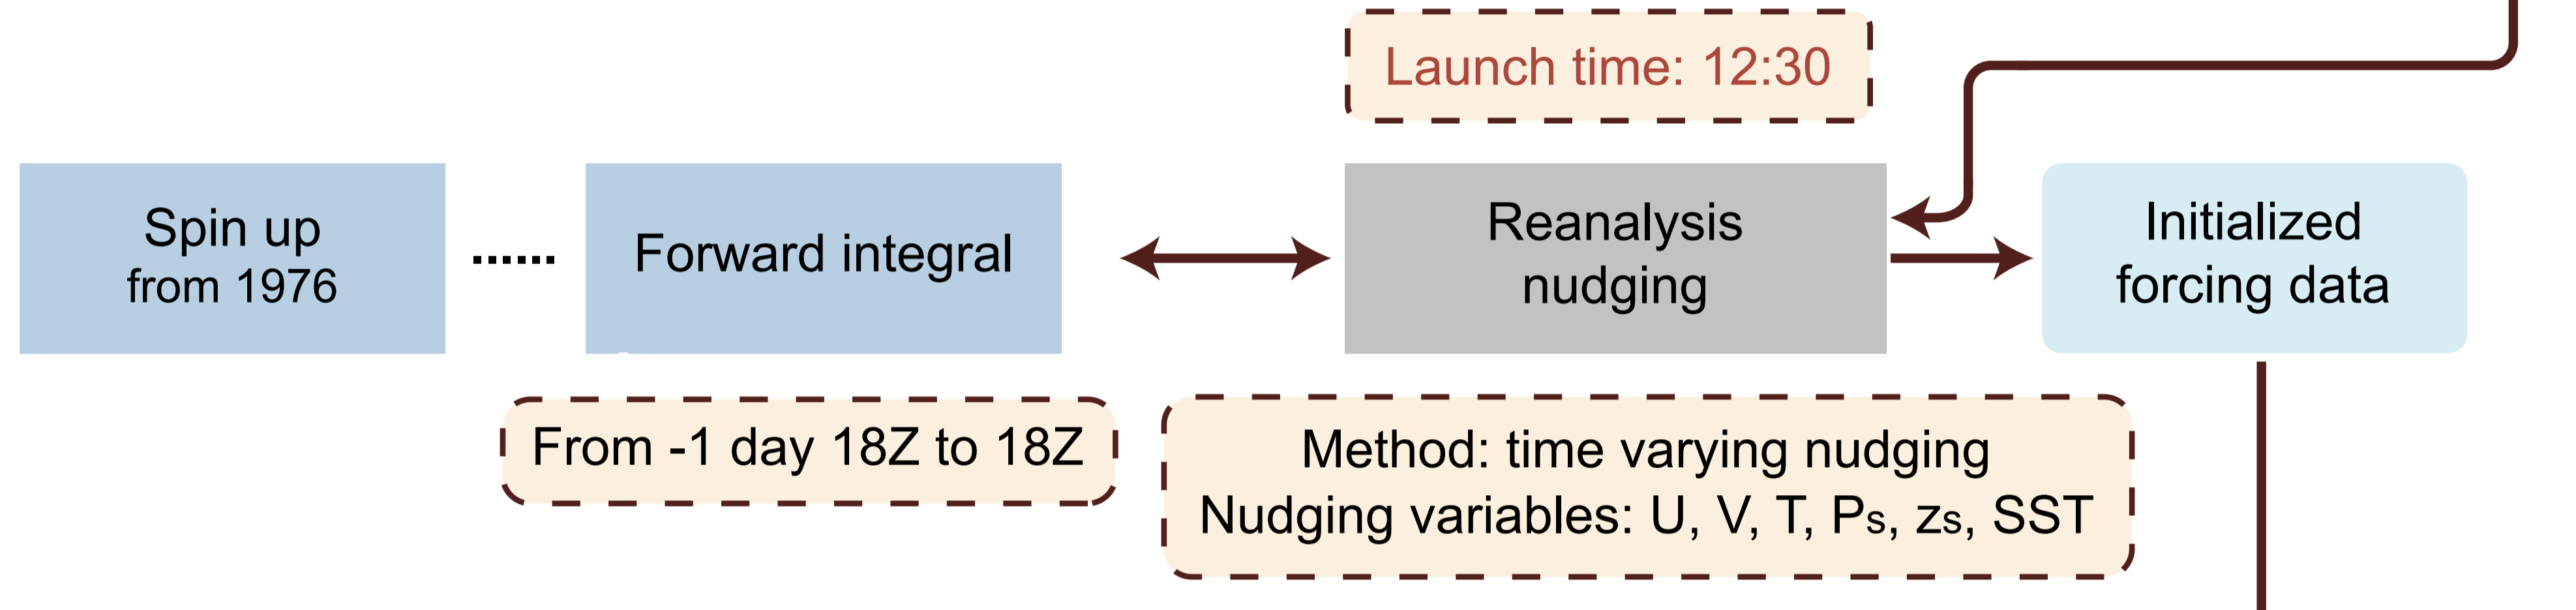 Launch time: 12:30
Spin up
from 1976
......
Forward integral
Reanalysis
nudging
Initialized
forcing data
From -1 day 18Z to 18Z
Method: time varying nudging
Nudging variables: U, V, T, Ps, zs, SST